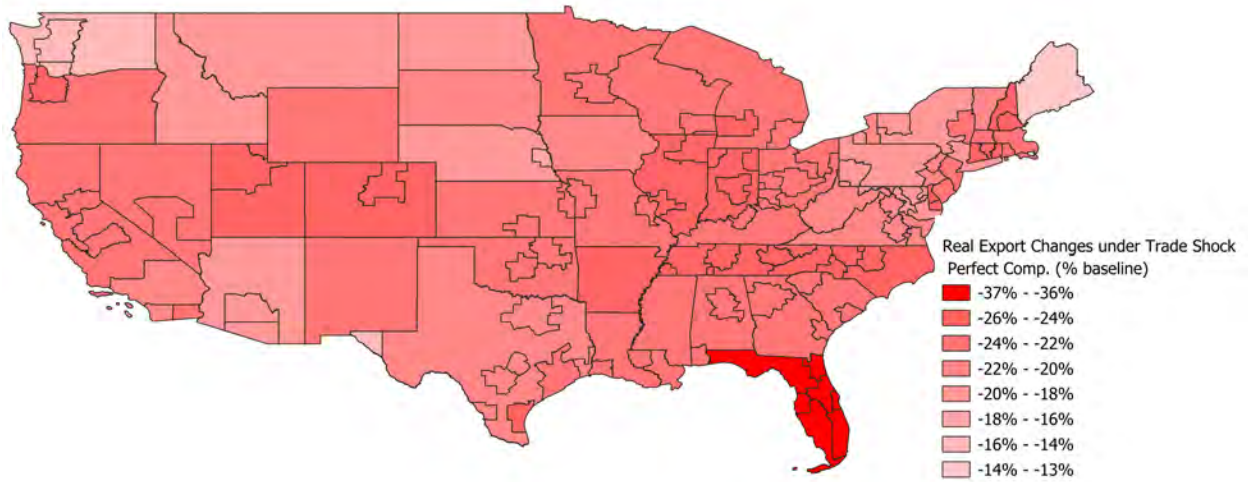 Real Export Changes under Trade Shock
Perfect Comp. (% baseline)
-37% - -36%
-26% - -24%
-24% - -22%
-22% - -20%
-20% - -18%
-18% - -16%
-16% - -14%
-14% - -13%